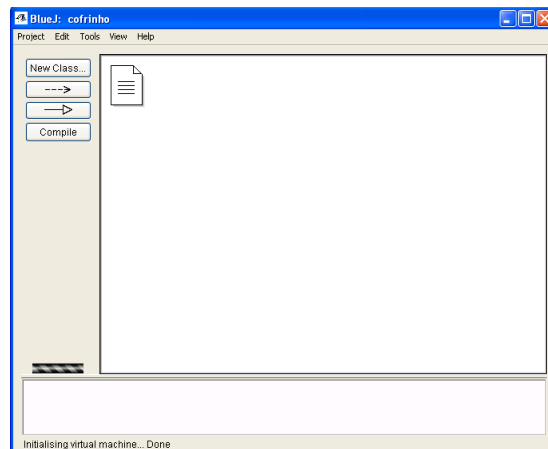 BlueJ: cofrinho
Project Edit Tools View Help
New Class...
Compile
Initialising virtual machine... Done